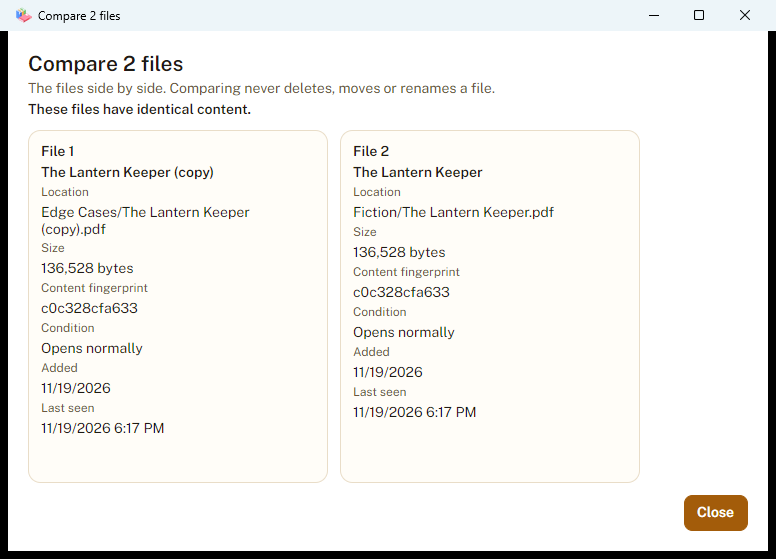 Compare 2 files
Compare 2 files
The files side by side. Comparing never deletes, moves or renames a file.
These files have identical content.
File 1
The Lantern Keeper (copy)
Location
Edge Cases/The Lantern Keeper
(copy).pdf
Size
136,528 bytes
Content fingerprint
c0c328cfa633
Condition
Opens normally
Added
11/19/2026
Last seen
11/19/2026 6:17 PM
File 2
The Lantern Keeper
Location
Fiction/The Lantern Keeper.pdf
Size
136,528 bytes
Content fingerprint
c0c328cfa633
Condition
Opens normally
Added
11/19/2026
Last seen
11/19/2026 6:17 PM
Close